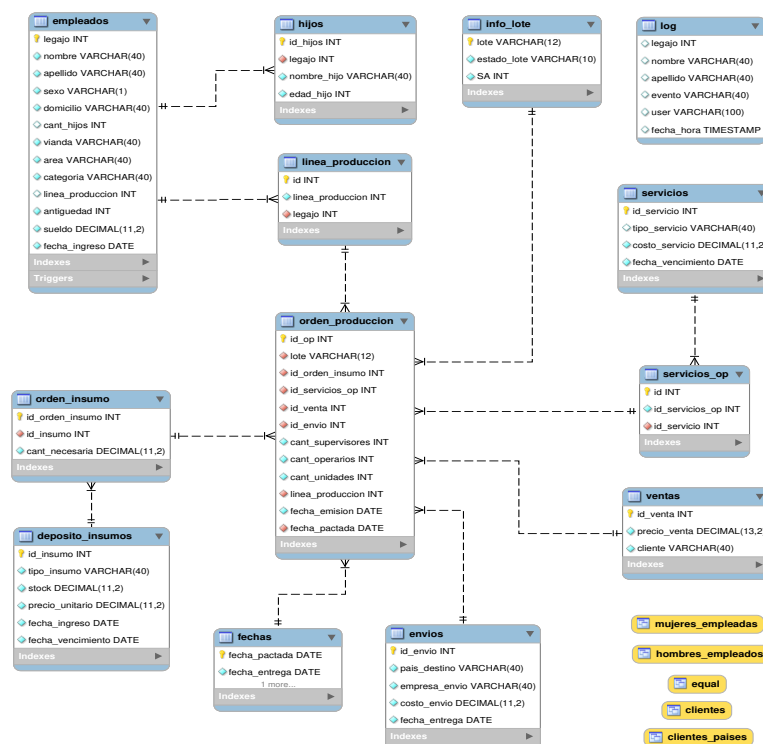 empleados
legajo INT
nombre VARCHAR(40)
apellido VARCHAR(40)
sexo VARCHAR(1)
domicilio VARCHAR(40)
cant_hijos INT
vianda VARCHAR(40)
area VARCHAR(40)
categoria VARCHAR(40)
linea_produccion INT
antiguedad INT
sueldo DECIMAL(11,2)
fecha_ingreso DATE
Indexes
Triggers
hijos
id_hijos INT
legajo INT
nombre_hijo VARCHAR(40)
edad_hijo INT
Indexes
info_lote
lote VARCHAR(12)
estado_lote VARCHAR(10)
SA INT
Indexes
log
legajo INT
nombre VARCHAR(40)
apellido VARCHAR(40)
evento VARCHAR(40)
user VARCHAR(100)
fecha_hora TIMESTAMP
Indexes
linea_produccion
id INT
linea_produccion INT
legajo INT
Indexes
servicios
id_servicio INT
tipo_servicio VARCHAR(40)
costo_servicio DECIMAL(11,2
fecha_vencimiento DATE
Indexes
orden_produccion
id_op INT
lote VARCHAR(12)
id_orden_insumo INT
id_servicios_op INT
id_venta INT
id_envio INT
cant_supervisores INT
cant_operarios INT
cant_unidades INT
linea_produccion INT
fecha_emision DATE
fecha_pactada DATE
Indexes
servicios_op
id INT
id_servicios_op INT
id_servicio INT
Indexes
orden_insumo
id_orden_insumo INT
id_insumo INT
cant_necesaria DECIMAL(11,2)
Indexes
ventas
id_venta INT
precio_venta DECIMAL(13,2
cliente VARCHAR(40)
Indexes
deposito_insumos
id_insumo INT
tipo_insumo VARCHAR(40)
stock DECIMAL(11,2)
precio_unitario DECIMAL(11,2)
fecha_ingreso DATE
fecha_vencimiento DATE
Indexes
fechas
fecha_pactada DATE
fecha_entrega DATE
1 more...
Indexes
envios
id_envio INT
pais_destino VARCHAR(40)
empresa_envio VARCHAR(40)
costo_envio DECIMAL(11,2)
fecha_entrega DATE
Indexes
mujeres_empleadas
hombres_empleados
equal
clientes
clientes_paises